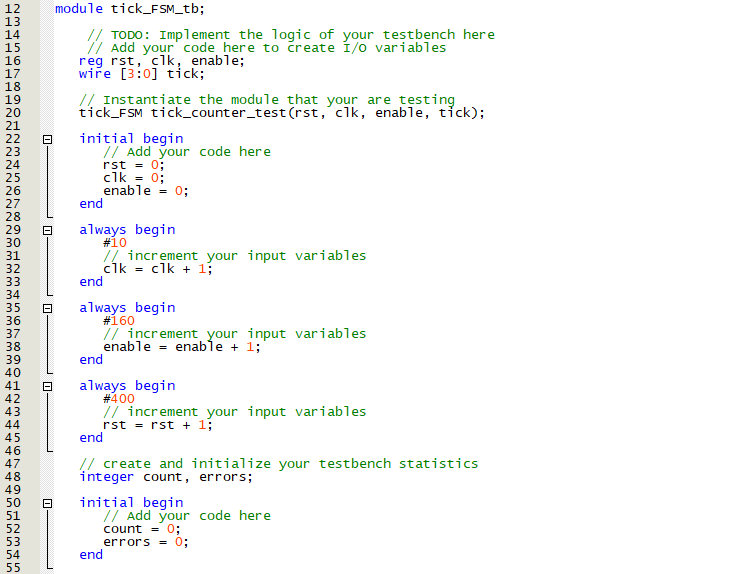 12 module tick_FSM_tb;
13
14 // TODO: Implement the logic of your testbench here
15 // Add your code here to create I/O variables
16 reg rst, clk, enable;
17 wire [3:0] tick;
18
19 // Instantiate the module that your are testing
20 tick_FSM tick_counter_test(rst, clk, enable, tick);
21
22 initial begin
23 // Add your code here
24 rst = 0;
25 clk = 0;
26 enable = 0;
27 end
28
29 always begin
30 #10
31 // increment your input variables
32 clk = clk + 1;
33 end
34
35 always begin
36 #160
37 // increment your input variables
38 enable = enable + 1;
39 end
40
41 always begin
42 #400
43 // increment your input variables
44 rst = rst + 1;
45 end
46
47 // create and initialize your testbench statistics
48 integer count, errors;
49
50 initial begin
51 // Add your code here
52 count = 0;
53 errors = 0;
54 end
55